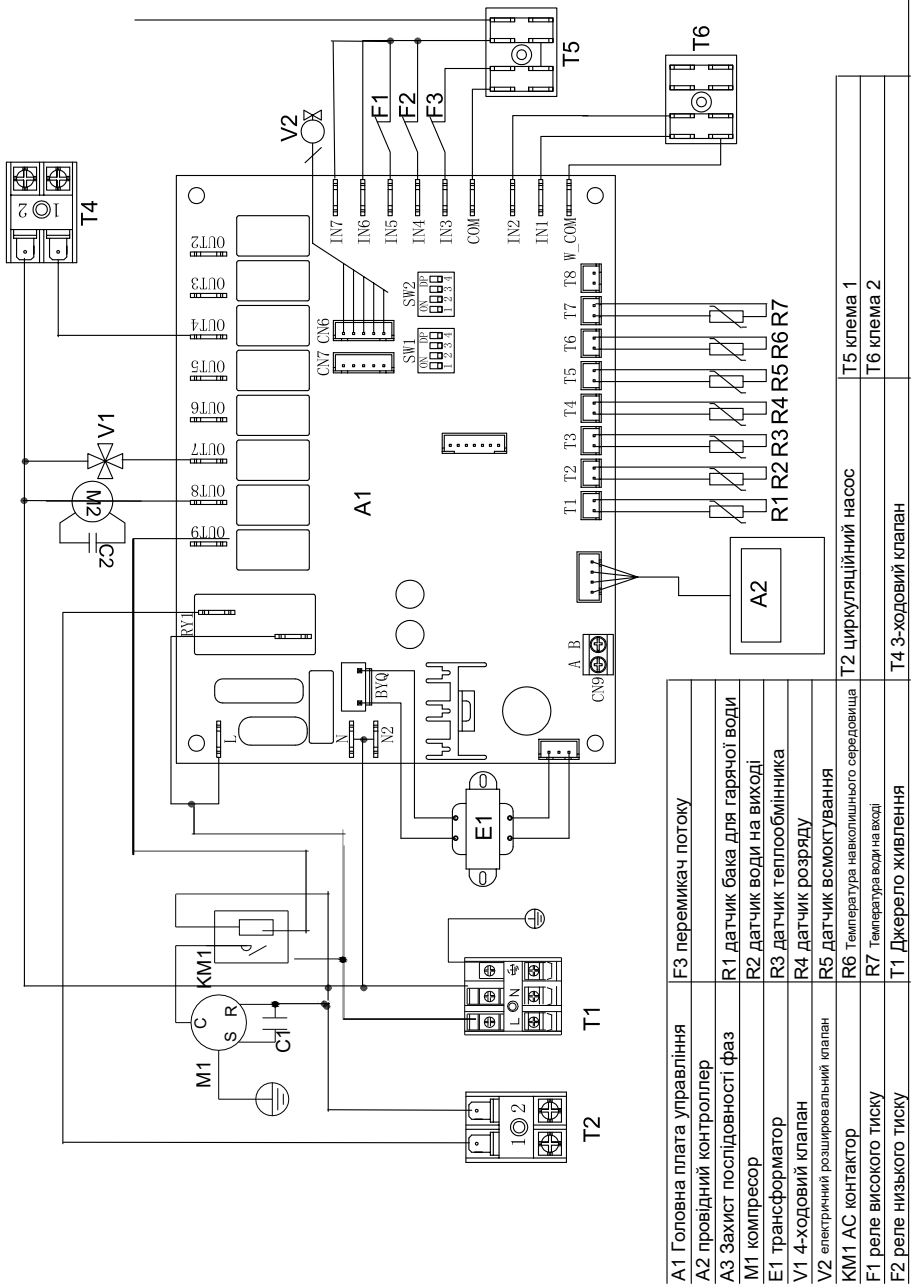 T4
2 1
V1
M2
C2
OUT9
OUT8
OUT7
OUT6
OUT5
OUT4
OUT3
OUT2
V2
F1
F2
F3
T5
T6
IN7
IN6
IN5
IN4
IN3
COM
IN2
IN1
W_COM
CN7
CN6
SW1
ON DP
1 2 3 4
SW2
ON DP
1 2 3 4
A1
RY1
L
N
N2
BYQ
CN9
A B
T1
T2
T3
T4
T5
T6
T7
T8
R1 R2 R3 R4 R5 R6 R7
A2
E1
KM1
M1
C
S R
C1
T1
L N
T2
1 2
A1 Головна плата управління
A2 провідний контроллер
A3 Захист послідовності фаз
M1 компресор
E1 трансформатор
V1 4-ходовий клапан
V2 електричний розширювальний клапан
KM1 AC контактор
F1 реле високого тиску
F2 реле низького тиску
F3 перемикач потоку
R1 датчик бака для гарячої води
R2 датчик води на виході
R3 датчик теплообмінника
R4 датчик розряду
R5 датчик всмоктування
R6 Температура навколишнього середовища
R7 Температура води на вході
T1 Джерело живлення
T2 циркуляційний насос
T4 3-ходовий клапан
T5 клема 1
T6 клема 2